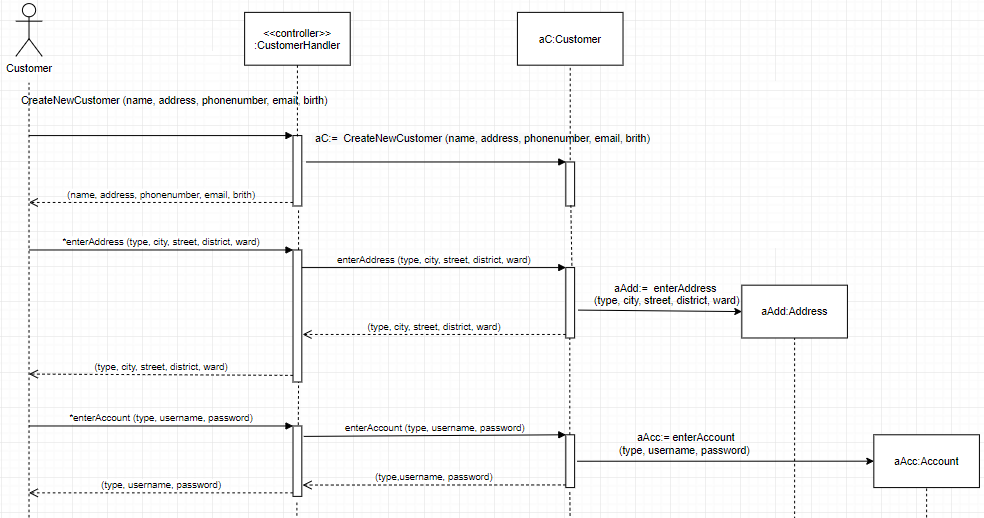 <<controller>>
:CustomerHandler
aC:Customer
Customer
CreateNewCustomer (name, address, phonenumber, email, birth)
aC:= CreateNewCustomer (name, address, phonenumber, email, brith)
(name, address, phonenumber, email, brith)
*enterAddress (type, city, street, district, ward)
enterAddress (type, city, street, district, ward)
aAdd:= enterAddress
(type, city, street, district, ward)
aAdd:Address
(type, city, street, district, ward)
(type, city, street, district, ward)
*enterAccount (type, username, password)
enterAccount (type, username, password)
aAcc:= enterAccount
(type, username, password)
aAcc:Account
(type,username, password)
(type, username, password)